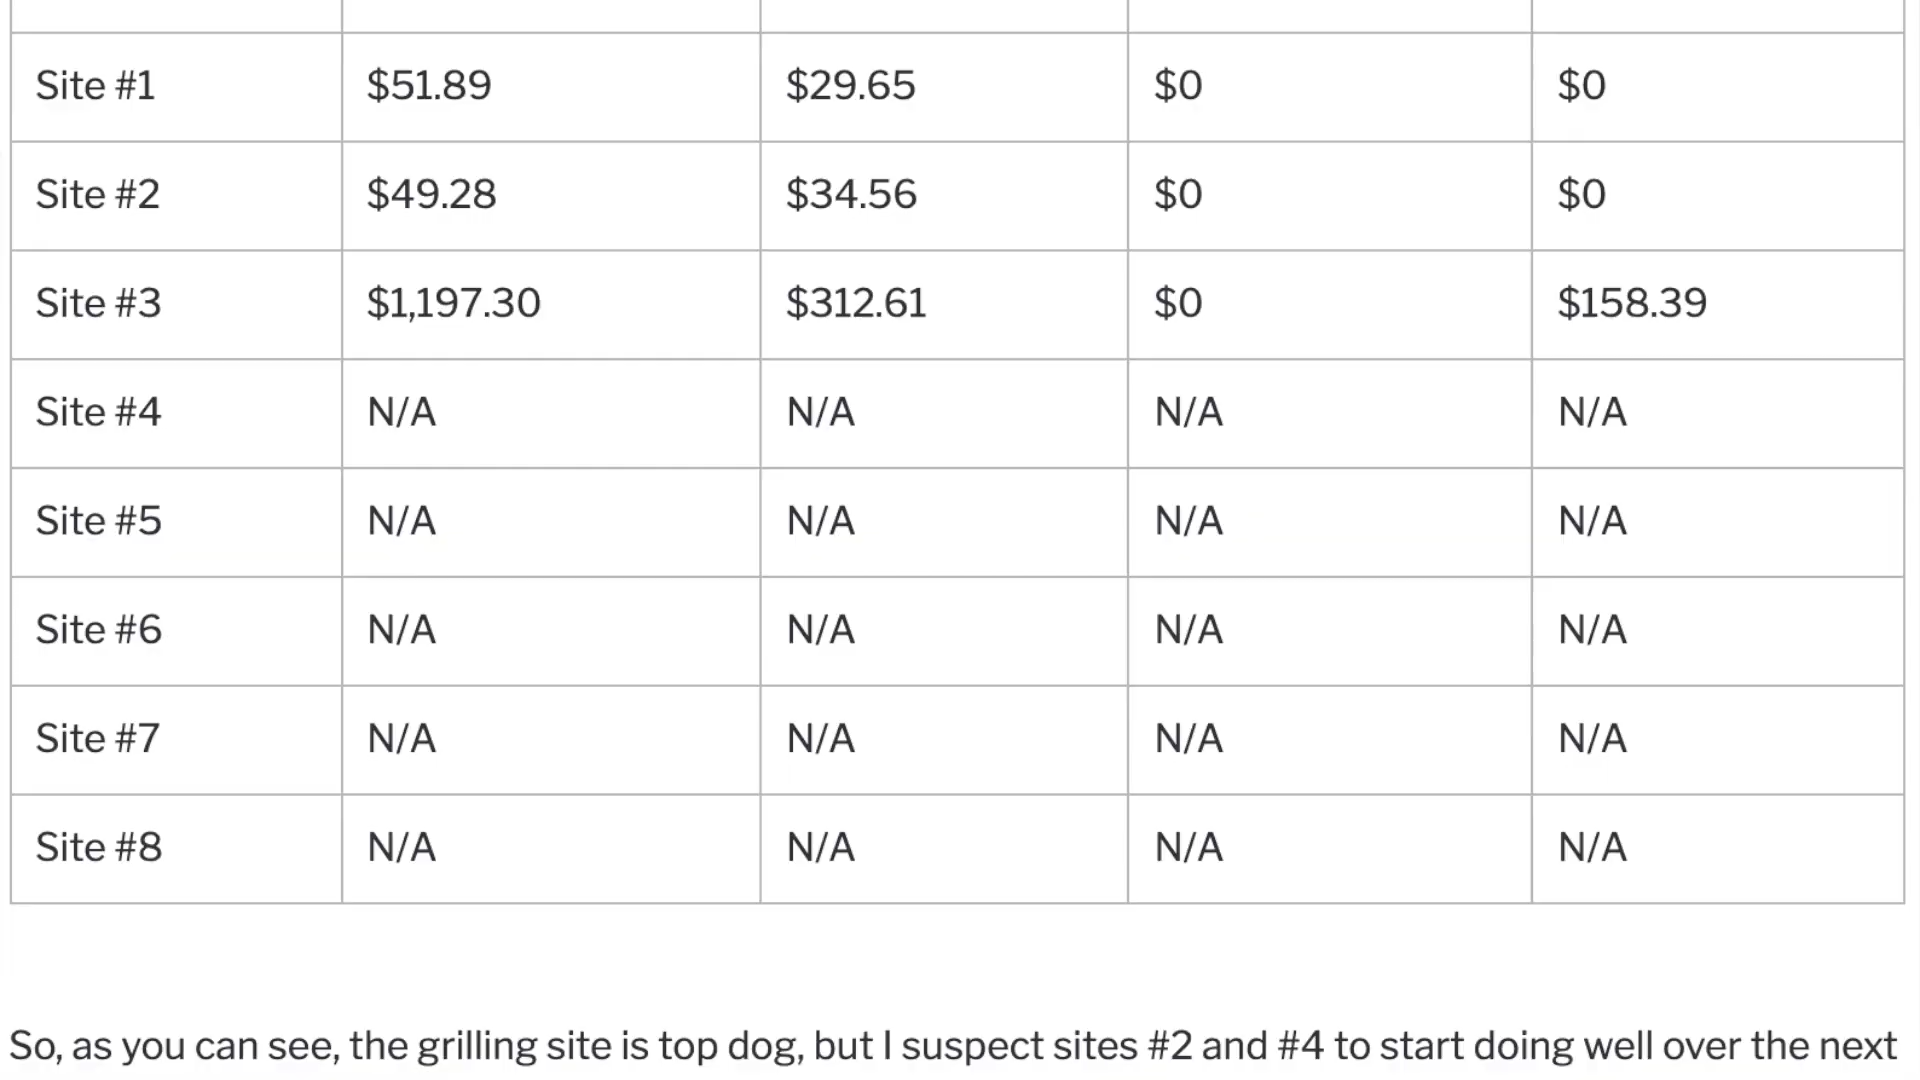 Site #1 $51.89 $29.65 $0 $0
Site #2 $49.28 $34.56 $0 $0
Site #3 $1,197.30 $312.61 $0 $158.39
Site #4 N/A N/A N/A N/A
Site #5 N/A N/A N/A N/A
Site #6 N/A N/A N/A N/A
Site #7 N/A N/A N/A N/A
Site #8 N/A N/A N/A N/A
So, as you can see, the grilling site is top dog, but I suspect sites #2 and #4 to start doing well over the next